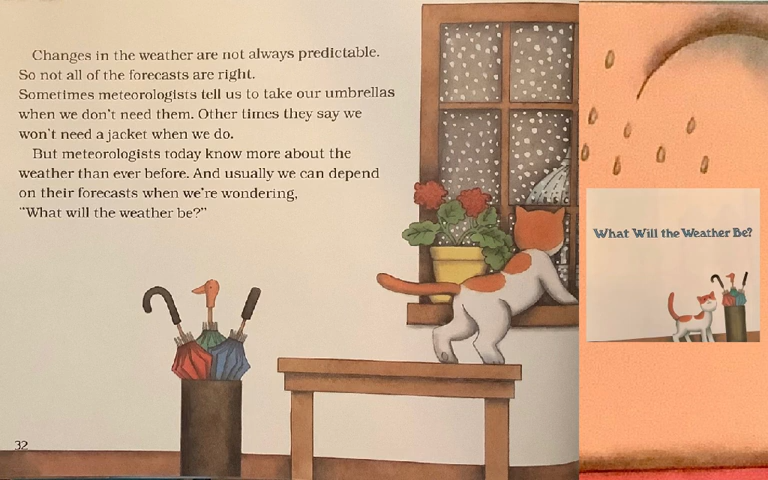 Changes in the weather are not always predictable.
So not all of the forecasts are right.
Sometimes meteorologists tell us to take our umbrellas
when we don't need them. Other times they say we
won't need a jacket when we do.
But meteorologists today know more about the
weather than ever before. And usually we can depend
on their forecasts when we're wondering,
"What will the weather be?"
32
What Will the Weather Be?